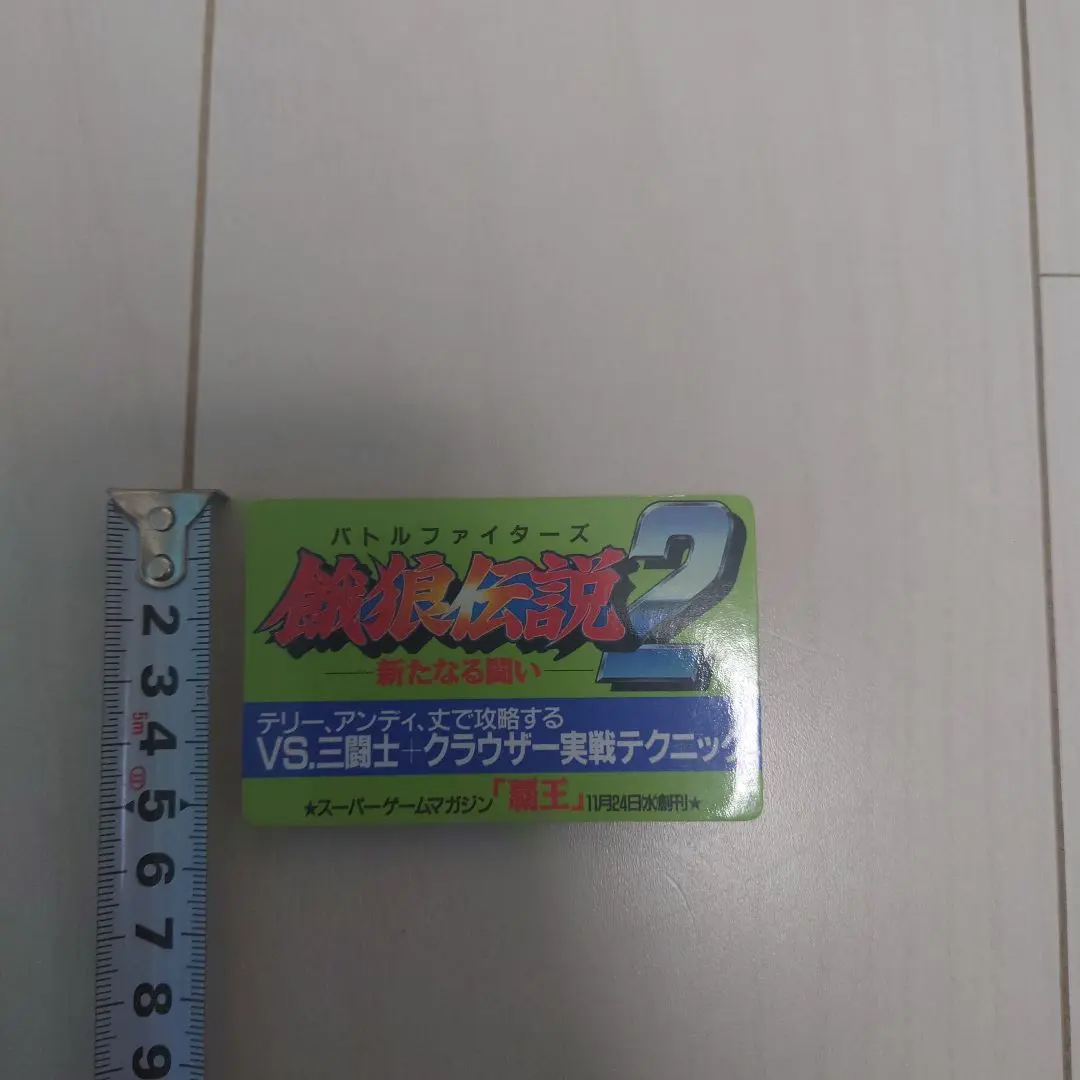 バトルファイターズ
餓狼伝説2
新たなる闘い
テリー、アンディ、丈で攻略する
VS.三闘士+クラウザー実戦テクニック
★スーパーゲームマガジン「覇王」11月24日(水)創刊★
2
3
5m
4
5
6
7
8
9